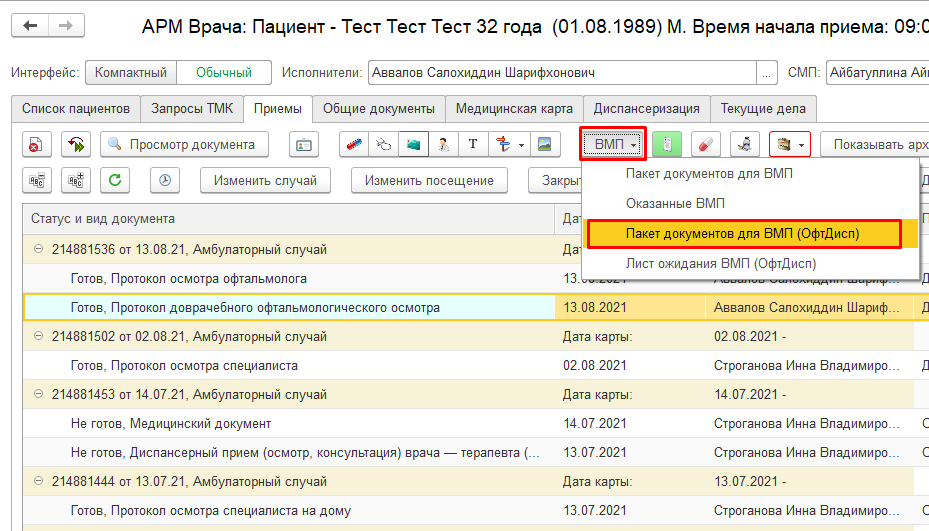 АРМ Врача: Пациент - Тест Тест Тест 32 года (01.08.1989) М. Время начала приема: 09:0
Интерфейс: Компактный Обычный Исполнители: Аввалов Салохиддин Шарифхонович ... СМП: Айбатуллина Ай
Список пациентов Запросы ТМК Приемы Общие документы Медицинская карта Диспансеризация Текущие дела
Просмотр документа T ВМП Показывать арх
Изменить случай Изменить посещение Закрыт
Пакет документов для ВМП
Оказанные ВМП
Пакет документов для ВМП (ОфтДисп)
Лист ожидания ВМП (ОфтДисп)
Статус и вид документа Да
214881536 от 13.08.21, Амбулаторный случай Да
Готов, Протокол осмотра офтальмолога 13.08.2021 Аввалов Салохиддин Шариф...
Готов, Протокол доврачебного офтальмологического осмотра 13.08.2021 Аввалов Салохиддин Шариф...
214881502 от 02.08.21, Амбулаторный случай Дата карты: 02.08.2021 -
Готов, Протокол осмотра специалиста 02.08.2021 Строганова Инна Владимиро...
214881453 от 14.07.21, Амбулаторный случай Дата карты: 14.07.2021 -
Не готов, Медицинский документ 14.07.2021 Строганова Инна Владимиро...
Не готов, Диспансерный прием (осмотр, консультация) врача — терапевта (... 13.07.2021 Строганова Инна Владимиро...
214881444 от 13.07.21, Амбулаторный случай Дата карты: 13.07.2021 -
Готов, Протокол осмотра специалиста на дому 13.07.2021 Строганова Инна Владимиро...